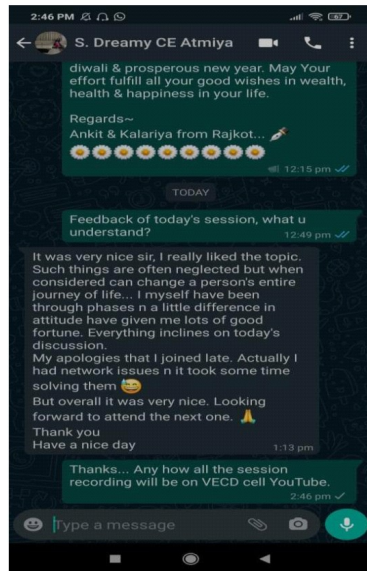 2:46 PM
87
S. Dreamy CE Atmiya
diwali & prosperous new year. May Your
effort fulfill all your good wishes in wealth,
health & happiness in your life.
Regards~
Ankit & Kalariya from Rajkot... 🎤
🌼🌼🌼🌼🌼🌼🌼🌼🌼
12:15 pm
TODAY
Feedback of today's session, what u
understand?
12:49 pm
It was very nice sir, I really liked the topic.
Such things are often neglected but when
considered can change a person's entire
journey of life... I myself have been
through phases n a little difference in
attitude have given me lots of good
fortune. Everything inclines on today's
discussion.
My apologies that I joined late. Actually I
had network issues n it took some time
solving them 😅
But overall it was very nice. Looking
forward to attend the next one. 🙏
Thank you
Have a nice day
1:13 pm
Thanks... Any how all the session
recording will be on VECD cell YouTube.
2:46 pm
Type a message